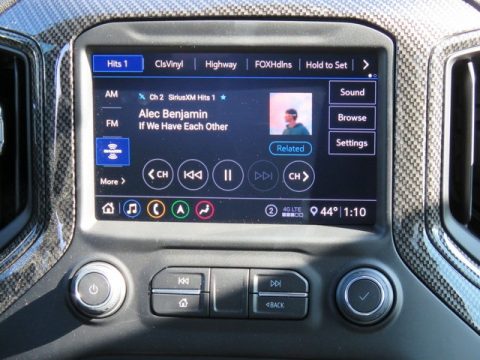 Hits 1 ClsVinyl Highway FOXHdlns Hold to Set
AM Ch 2 SiriusXM Hits 1 Sound
Alec Benjamin
If We Have Each Other Browse
FM
Related Settings
More >
< CH CH >
2 4G LTE 44° 1:10
<BACK